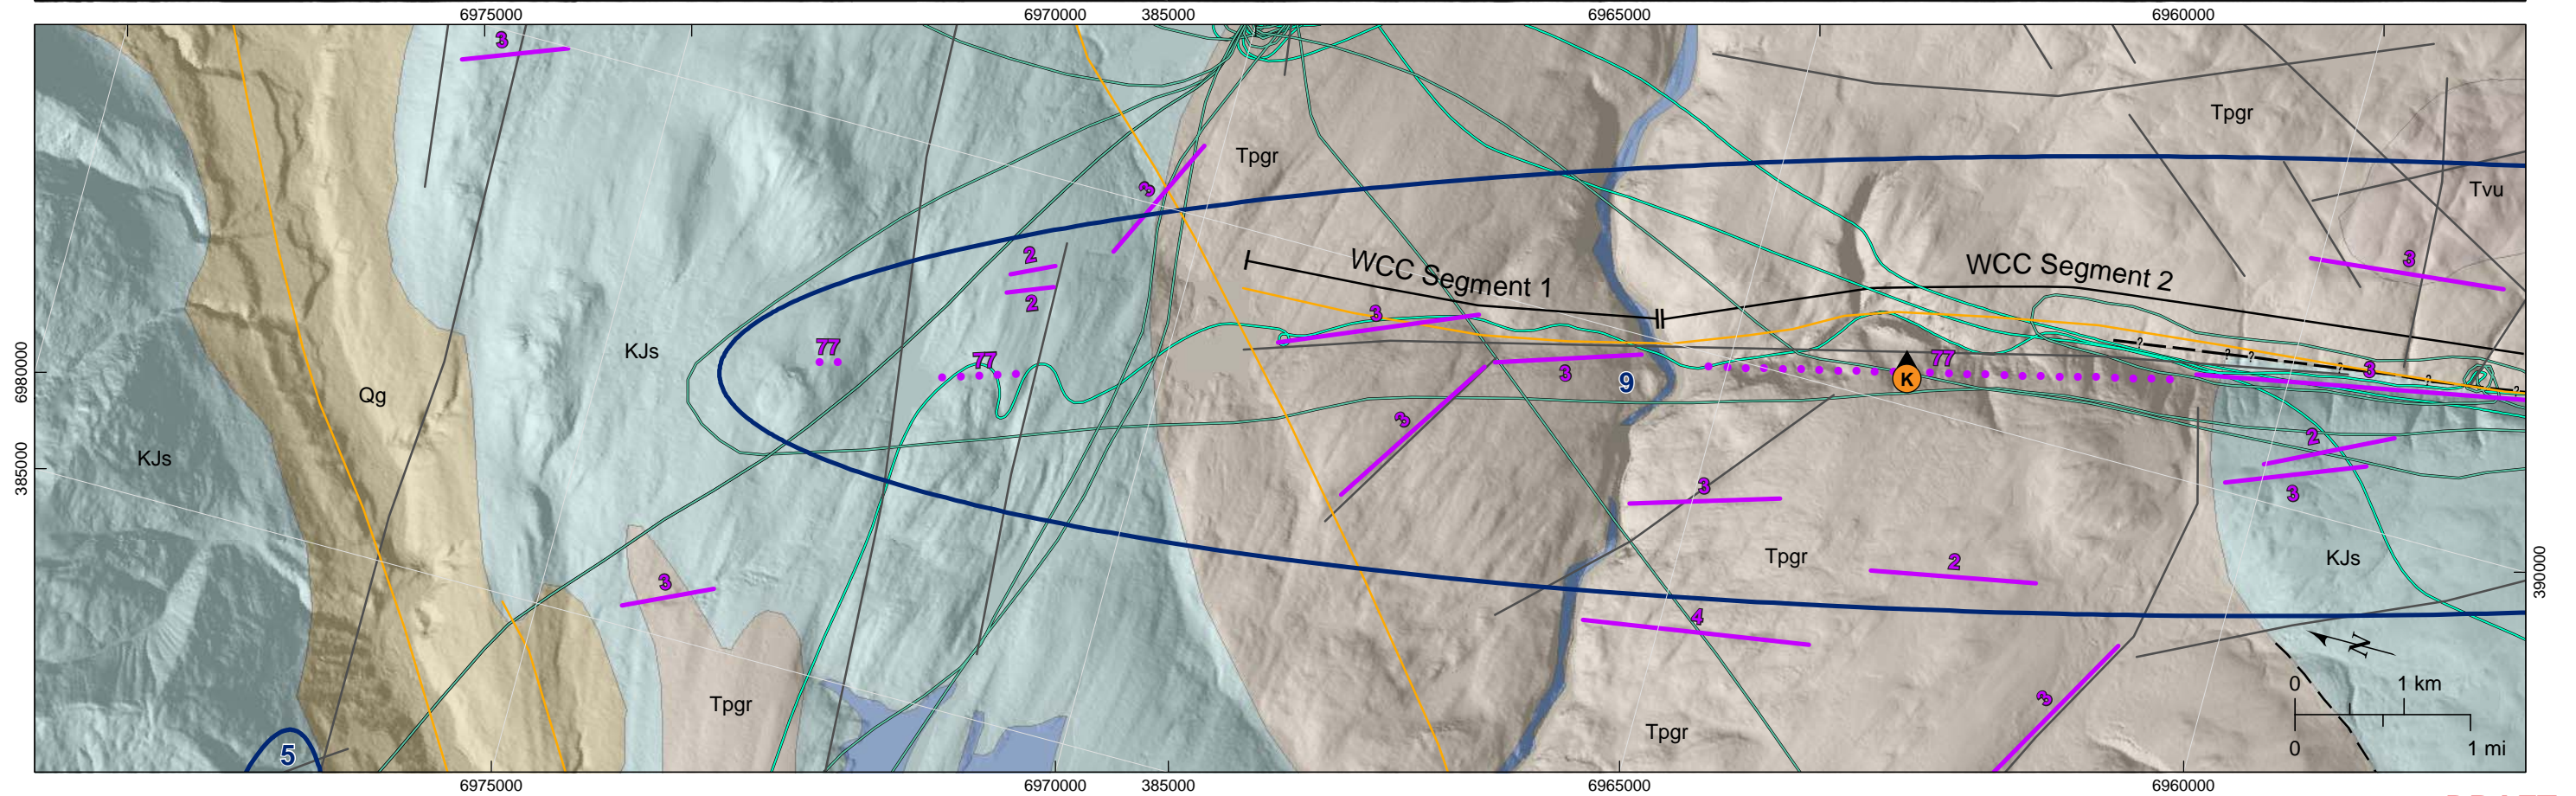 6975000 6970000 385000 6965000 6960000
3
Tpgr
Tpgr
3
Tvu
2
WCC Segment 1
WCC Segment 2
3
2
3
? ? ? ? ? ?
77
KJs
77
77
3
3
9
K
6980000
Qg
3
2
385000
KJs
3
3
3
Tpgr
2
KJs
390000
4
N
Tpgr
3
0 1 km
Tpgr
5
0 1 mi
6975000 6970000 385000 6965000 6960000